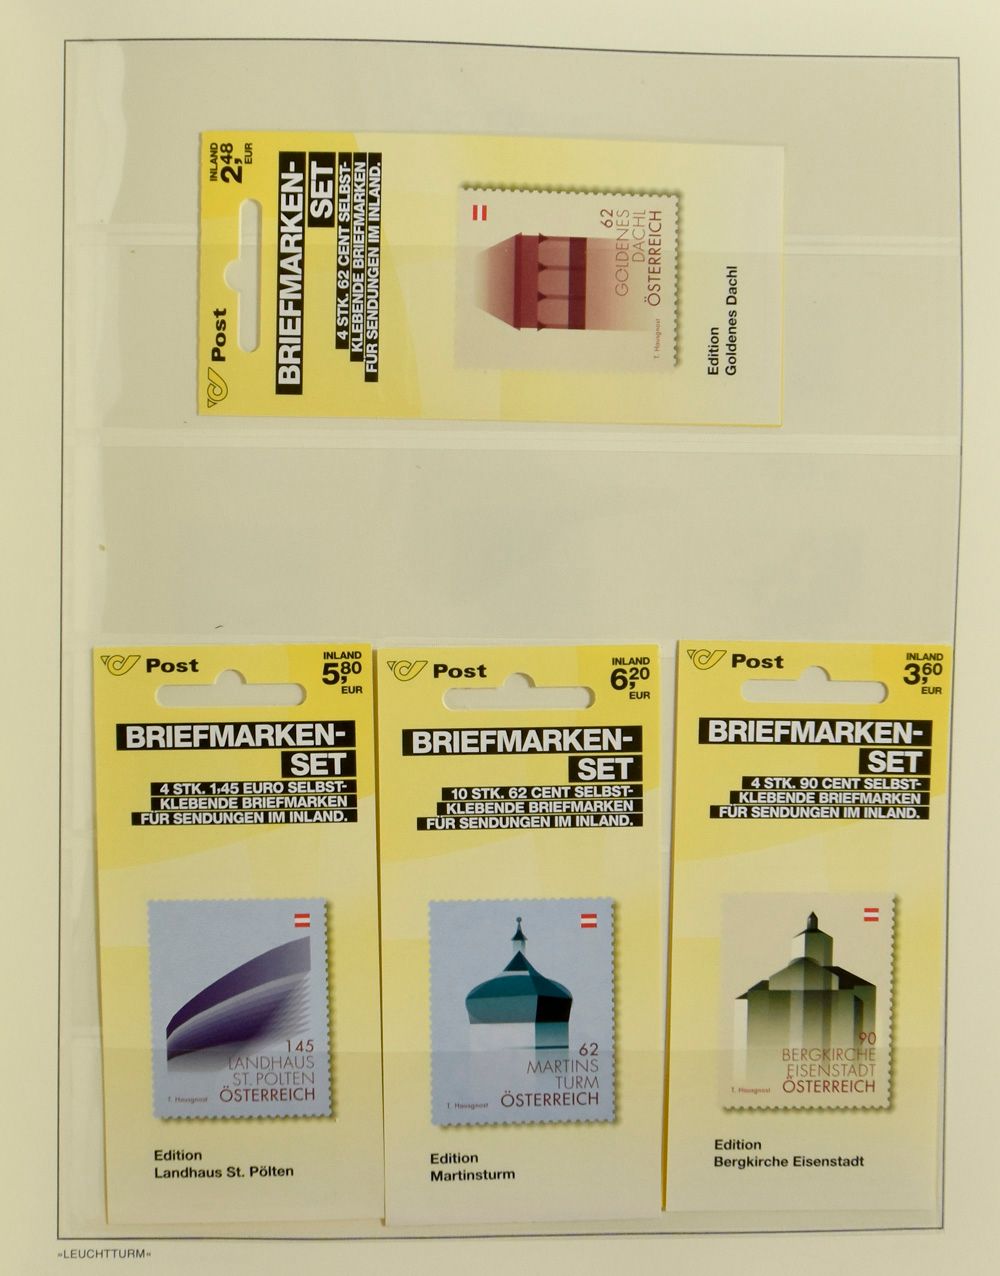 Post
INLAND
2,48
EUR
BRIEFMARKEN-
SET
4 STK. 62 CENT SELBST-
KLEBENDE BRIEFMARKEN
FÜR SENDUNGEN IM INLAND.
62
GOLDENES
DACHL
ÖSTERREICH
T. Hausgnost
Edition
Goldenes Dachl
Post
INLAND
5,80
EUR
BRIEFMARKEN-
SET
4 STK. 1,45 EURO SELBST-
KLEBENDE BRIEFMARKEN
FÜR SENDUNGEN IM INLAND.
145
LANDHAUS
ST. PÖLTEN
T. Hausgnost ÖSTERREICH
Edition
Landhaus St. Pölten
Post
INLAND
6,20
EUR
BRIEFMARKEN-
SET
10 STK. 62 CENT SELBST-
KLEBENDE BRIEFMARKEN
FÜR SENDUNGEN IM INLAND.
62
MARTINS
TURM
T. Hausgnost ÖSTERREICH
Edition
Martinsturm
Post
INLAND
3,60
EUR
BRIEFMARKEN-
SET
4 STK. 90 CENT SELBST-
KLEBENDE BRIEFMARKEN
FÜR SENDUNGEN IM INLAND.
90
BERGKIRCHE
EISENSTADT
T. Hausgnost ÖSTERREICH
Edition
Bergkirche Eisenstadt
»LEUCHTTURM«